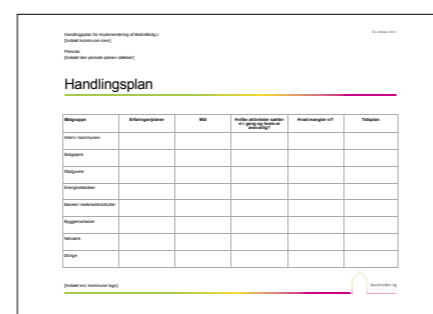 Handlingsplan for implementering af BedreBolig i:
[Indsæt kommune navn]
Periode:
[Indsæt den periode planen dækker]
Handlingsplan
Målgruppe
Erfaringer/planer
Mål
Hvilke aktiviteter sætter
vi i gang og hvem er
ansvarlig?
Hvad mangler vi?
Tidsplan
Internt i kommunen
Boligejere
Rådgivere
Energiselskaber
Banker/ realkreditinstitutter
Byggemarkeder
Netværk
Øvrige
[Indsæt evt. kommune logo]
BedreBolig